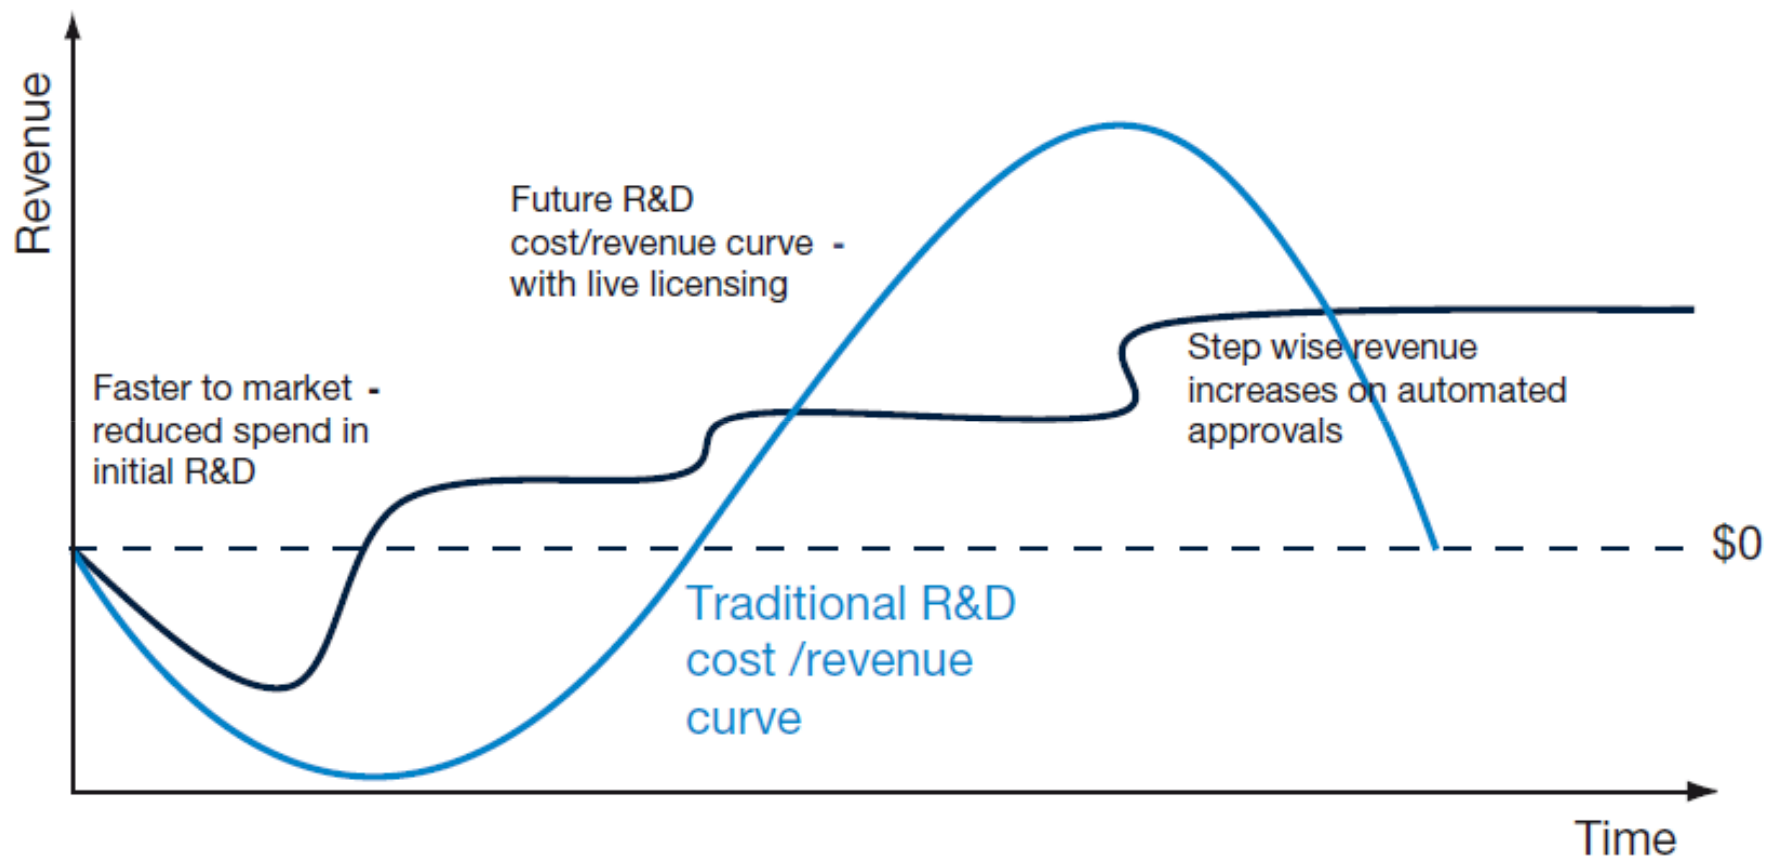 Revenue
Future R&D
cost/revenue curve -
with live licensing
Faster to market -
reduced spend in
initial R&D
Step wise revenue
increases on automated
approvals
$0
Traditional R&D
cost /revenue
curve
Time